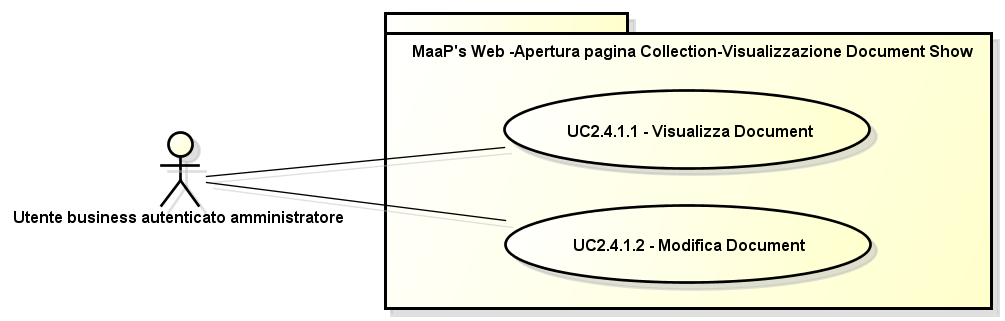 MaaP's Web -Apertura pagina Collection-Visualizzazione Document Show
UC2.4.1.1 - Visualizza Document
Utente business autenticato amministratore
UC2.4.1.2 - Modifica Document